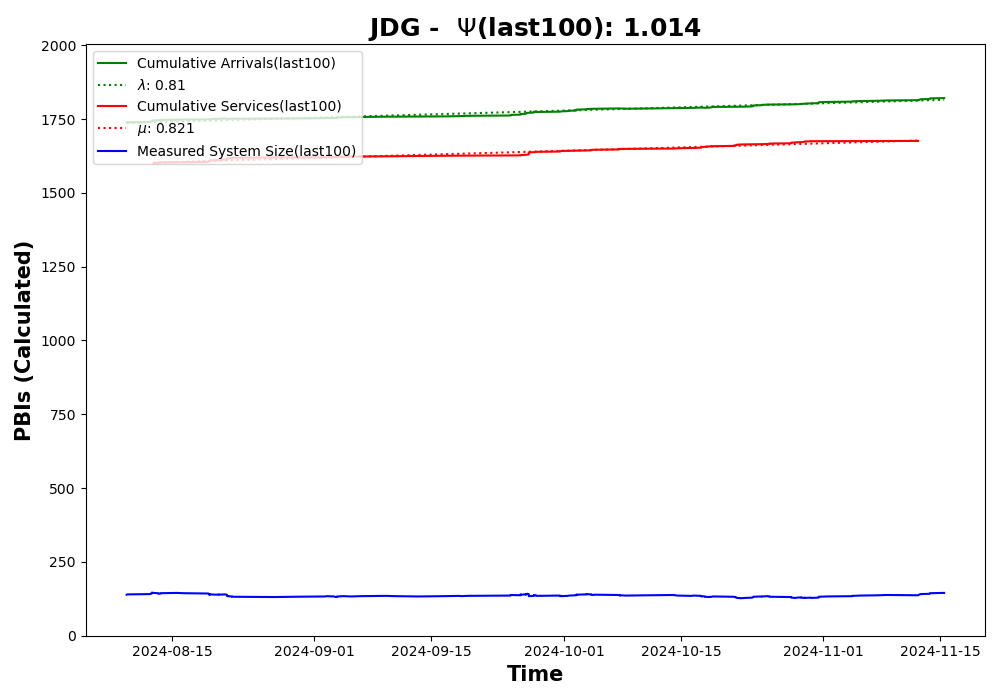 JDG - Ψ(last100): 1.014
Cumulative Arrivals(last100)
λ: 0.81
Cumulative Services(last100)
μ: 0.821
Measured System Size(last100)
PBIs (Calculated)
2000
1750
1500
1250
1000
750
500
250
0
2024-08-15 2024-09-01 2024-09-15 2024-10-01 2024-10-15 2024-11-01 2024-11-15
Time